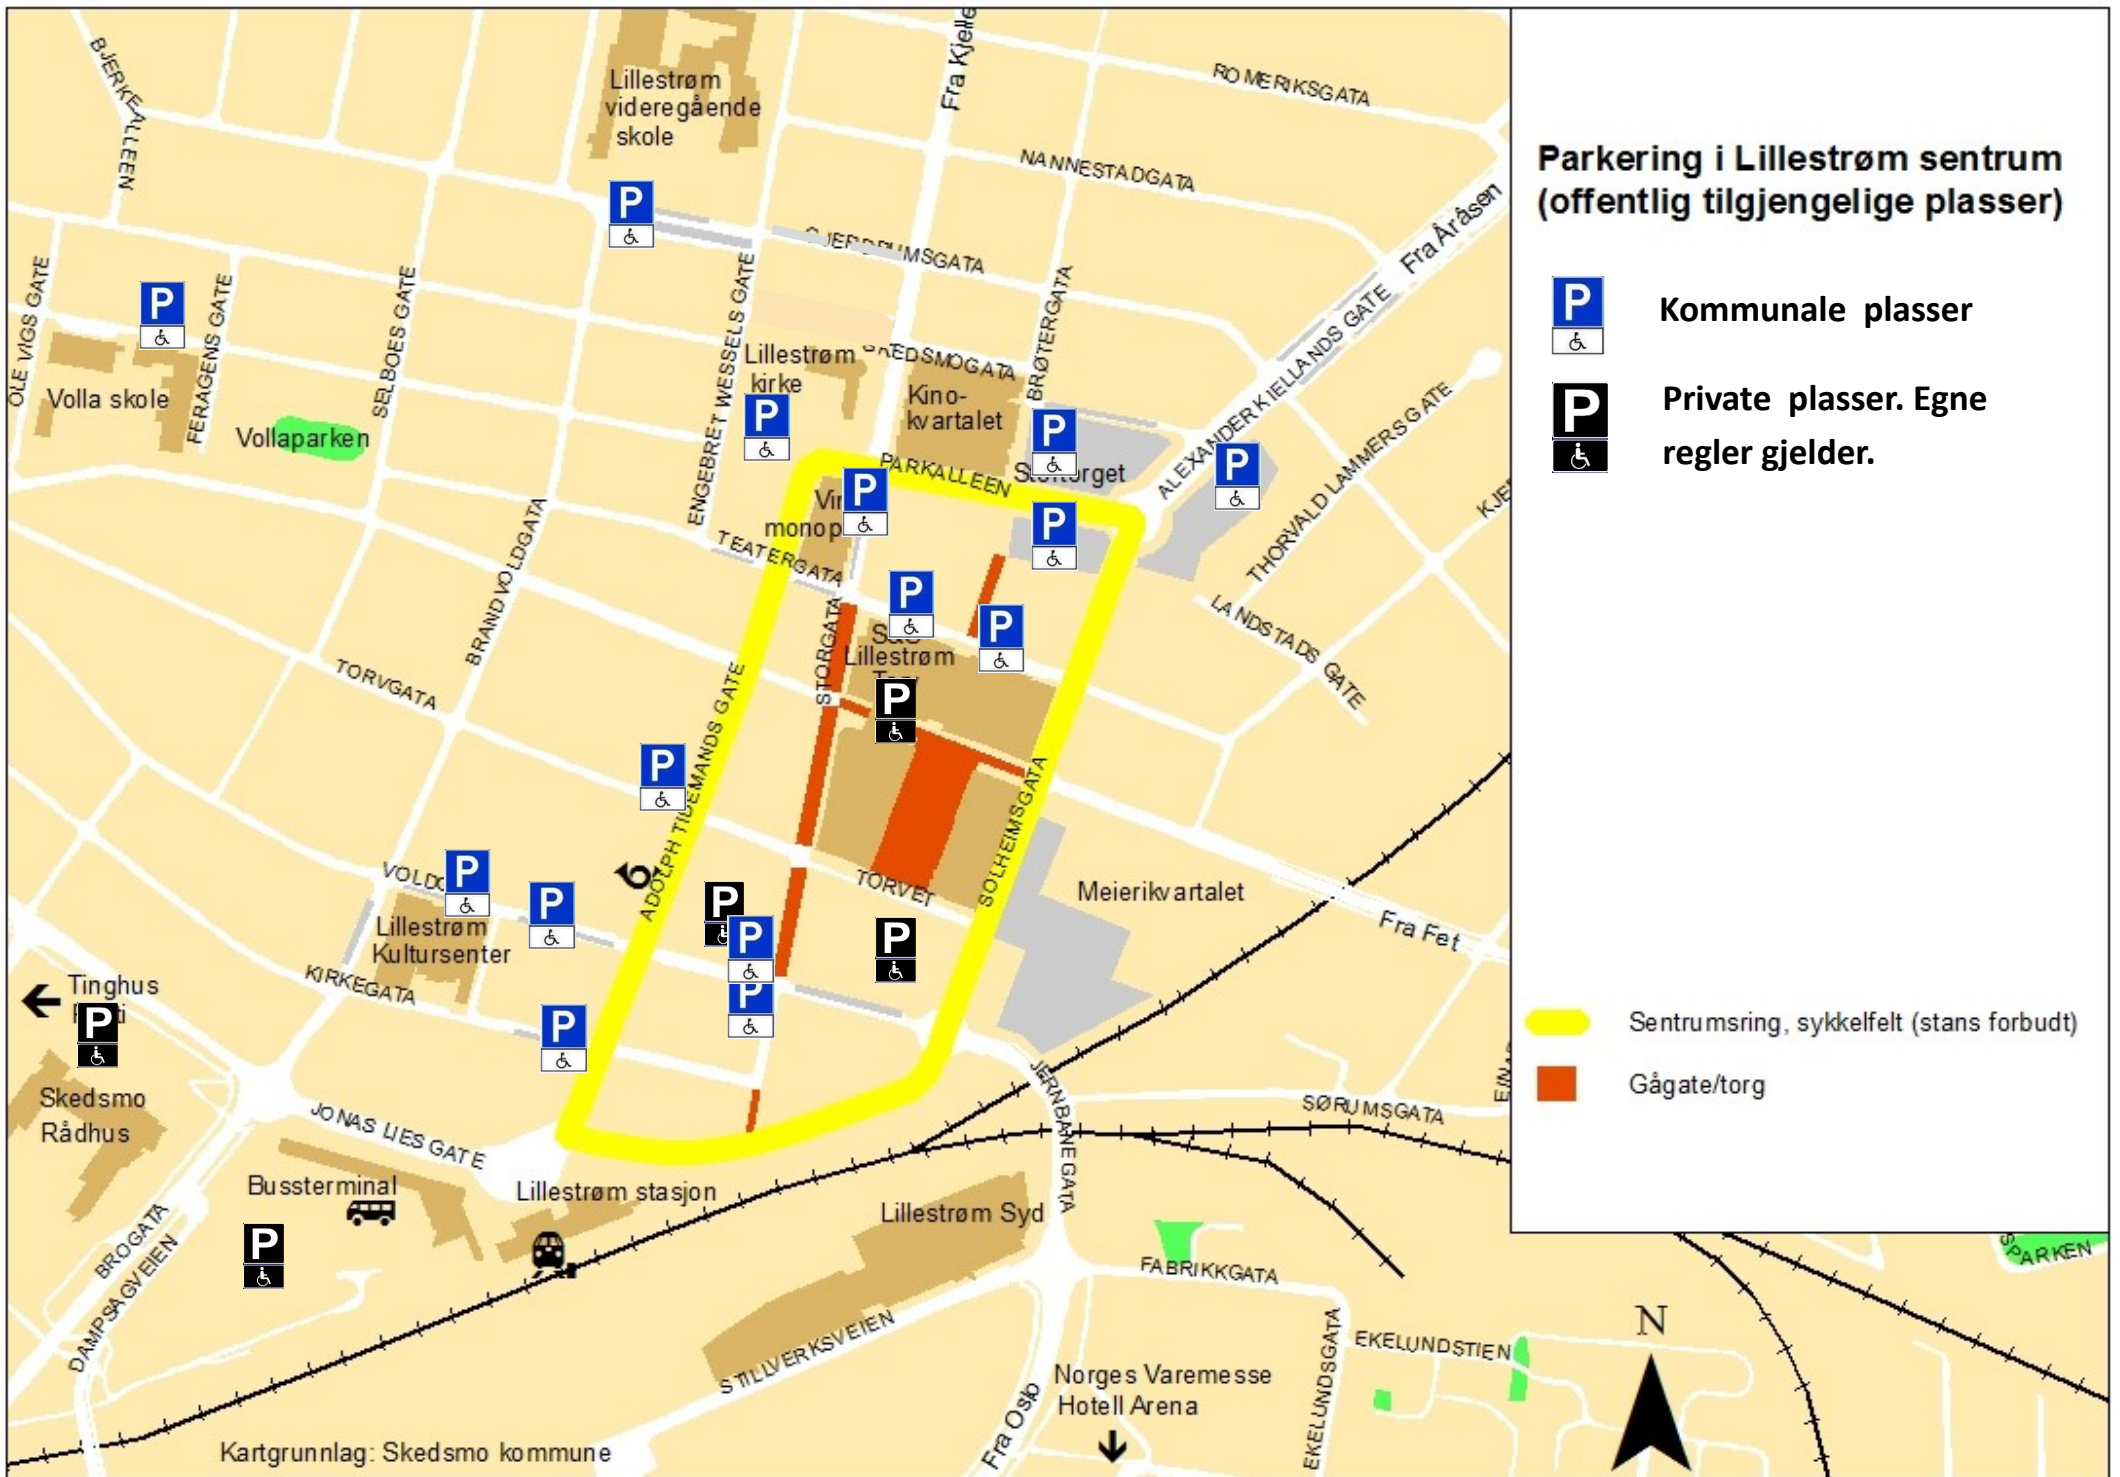 BJERKEALLEEN
Lillestrøm
videregående
skole
Fra Kjelle
ROMERIKSGATA
NANNESTADGATA
Fra Åråsen
Parkering i Lillestrøm sentrum
(offentlig tilgjengelige plasser)
P
Kommunale plasser
P
Private plasser. Egne
regler gjelder.
P
P
OLE VIGS GATE
FERAGENS GATE
SELBOES GATE
ENGEBRET WESSELS GATE
BRØTERGATA
ALEXANDER KIELLANDS GATE
THORVALD LAMMERS GATE
Volla skole
Vollaparken
Lillestrøm
kirke
P
Kino-
kvartalet
P
P
PARKALLEEN
P
P
TEATERGATA
BRANDVOLDGATA
STORGATA
P
P
Lillestrøm
P
LANDSTADS GATE
TORVGATA
ADOLPH TIDEMANDS GATE
P
SOLHEIMSGATA
TORVET
Meierikvartalet
Fra Fet
P
P
Lillestrøm
Kultursenter
P
P
P
P
KIRKEGATA
P
Tinghus
P
Skedsmo
Rådhus
JONAS LIES GATE
JERNBANEGATA
SØRUMSGATA
Sentrumsring, sykkelfelt (stans forbudt)
Gågate/torg
Bussterminal
Lillestrøm stasjon
Lillestrøm Syd
BROGATA
DAMPSAGVEIEN
P
FABRIKKGATA
STILLVERKSVEIEN
EKELUNDSGATA
EKELUNDSTIEN
SPARKEN
N
Norges Varemesse
Hotell Arena
Fra Oslo
Kartgrunnlag: Skedsmo kommune